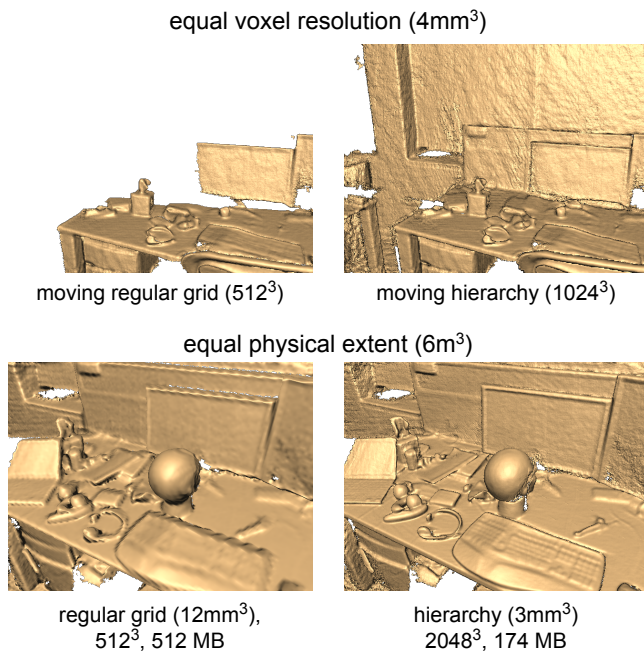 equal voxel resolution (4mm³)
moving regular grid (512³)
moving hierarchy (1024³)
equal physical extent (6m³)
regular grid (12mm³),
512³, 512 MB
hierarchy (3mm³)
2048³, 174 MB